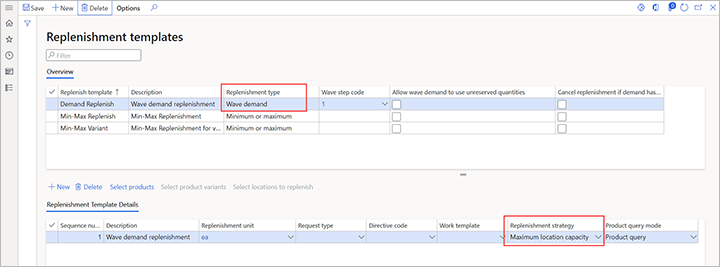 Save + New Delete Options
Replenishment templates
Filter
Overview
Replenish template ↑ Description Replenishment type Wave step code Allow wave demand to use unreserved quantities Cancel replenishment if demand has...
Demand Replenish Wave demand replenishment Wave demand 1
Min-Max Replenish Min-Max Replenishment Minimum or maximum
Min-Max Variant Min-Max Replenishment for v... Minimum or maximum
+ New Delete Select products Select product variants Select locations to replenish
Replenishment Template Details
Sequence nu... Description Replenishment unit Request type Directive code Work template Replenishment strategy Product query mode
1 Wave demand replenishment ea Maximum location capacity Product query